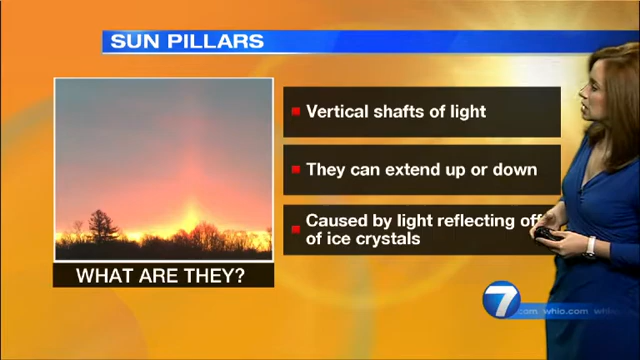 SUN PILLARS
Vertical shafts of light
They can extend up or down
Caused by light reflecting off
of ice crystals
WHAT ARE THEY?
7
.com whio.com